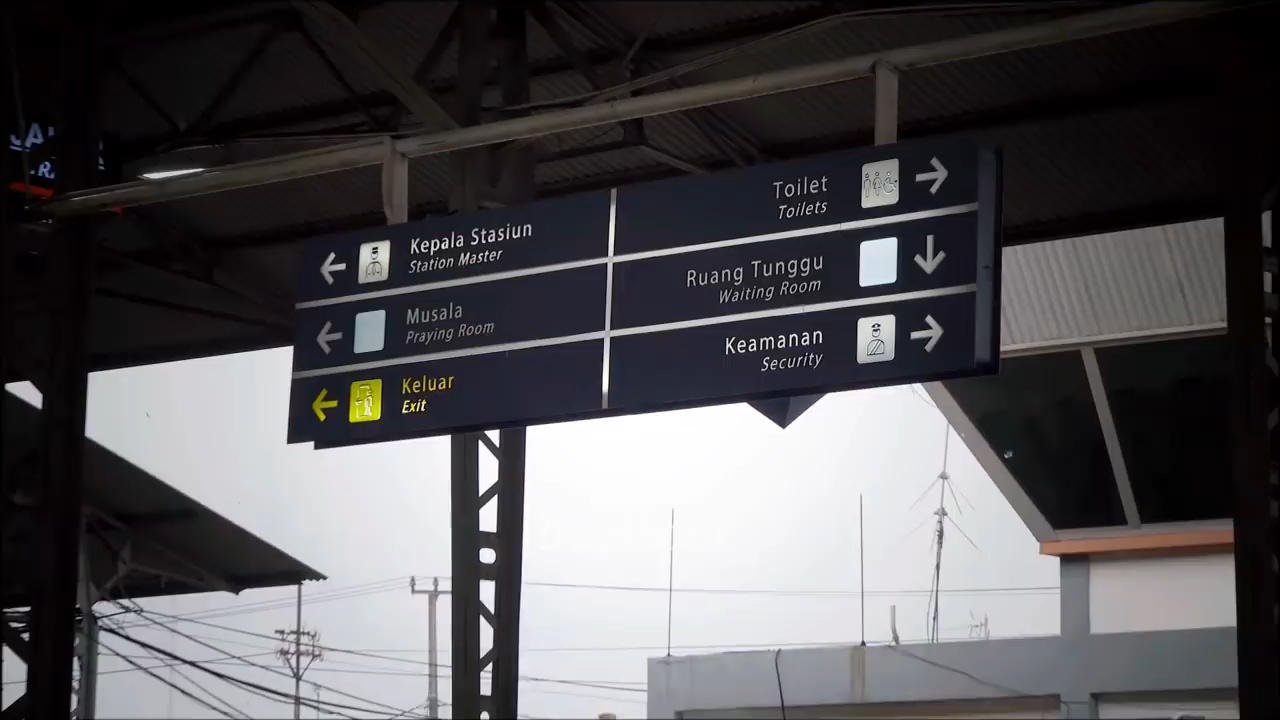 Kepala Stasiun
Station Master
Musala
Praying Room
Keluar
Exit
Toilet
Toilets
Ruang Tunggu
Waiting Room
Keamanan
Security